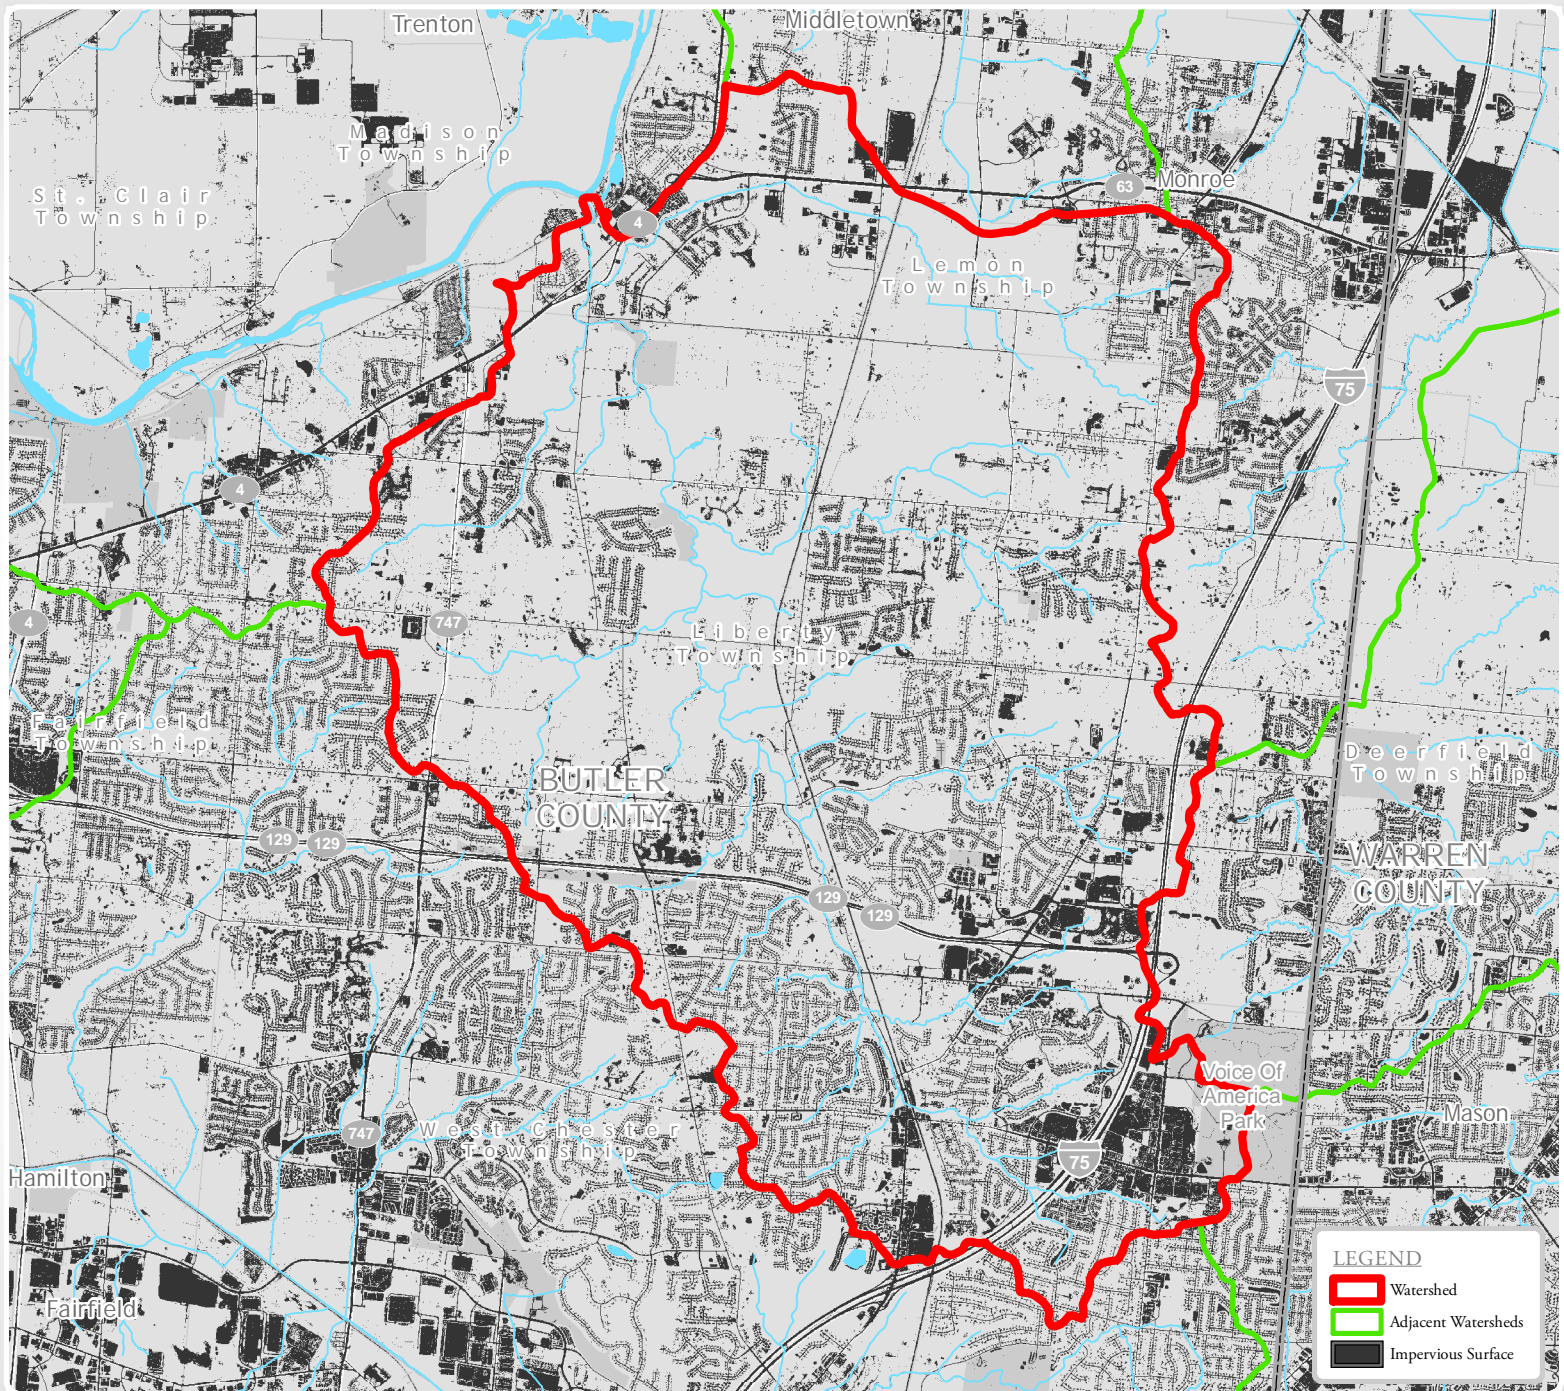 Trenton
Middletown
Madison
Township
St. Clair
Township
63
Monroe
4
Lemon
Township
75
4
4
747
Liberty
Township
Fairfield
Township
Deerfield
Township
BUTLER
COUNTY
129
129
WARREN
COUNTY
129
129
Voice Of
America
Park
Mason
747
West Chester
Township
75
Hamilton
Fairfield
LEGEND
Watershed
Adjacent Watersheds
Impervious Surface